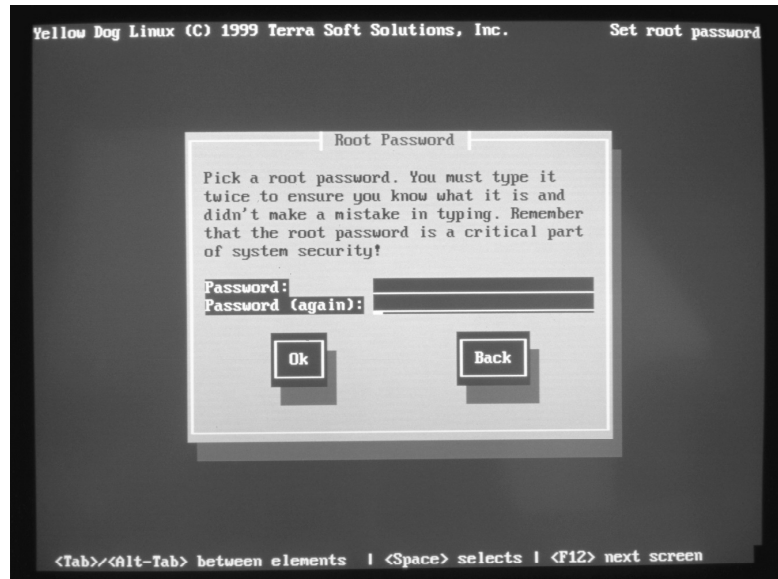 Yellow Dog Linux (C) 1999 Terra Soft Solutions, Inc. Set root password
Root Password
Pick a root password. You must type it
twice to ensure you know what it is and
didn't make a mistake in typing. Remember
that the root password is a critical part
of system security!
Password:
Password (again):
Ok Back
<Tab>/<Alt-Tab> between elements | <Space> selects | <F12> next screen